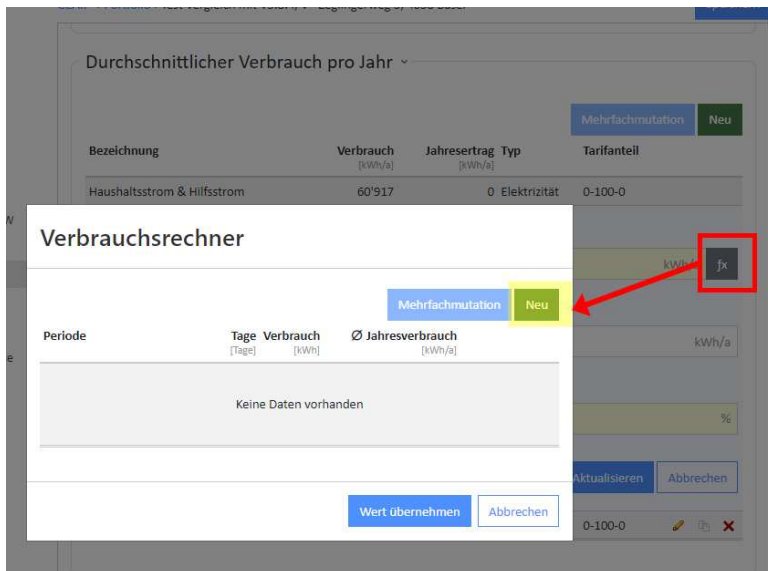 Durchschnittlicher Verbrauch pro Jahr
Mehrfachmutation Neu
Bezeichnung Verbrauch Jahresertrag Typ Tarifanteil
[kWh/a] [kWh/a]
Haushaltsstrom & Hilfsstrom 60'917 0 Elektrizität 0-100-0
Verbrauchsrechner
kWh/ ƒx
Mehrfachmutation Neu
Periode Tage Verbrauch Ø Jahresverbrauch
[Tage] [kWh] [kWh/a]
kWh/a
Keine Daten vorhanden
%
Aktualisieren Abbrechen
Wert übernehmen Abbrechen
0-100-0